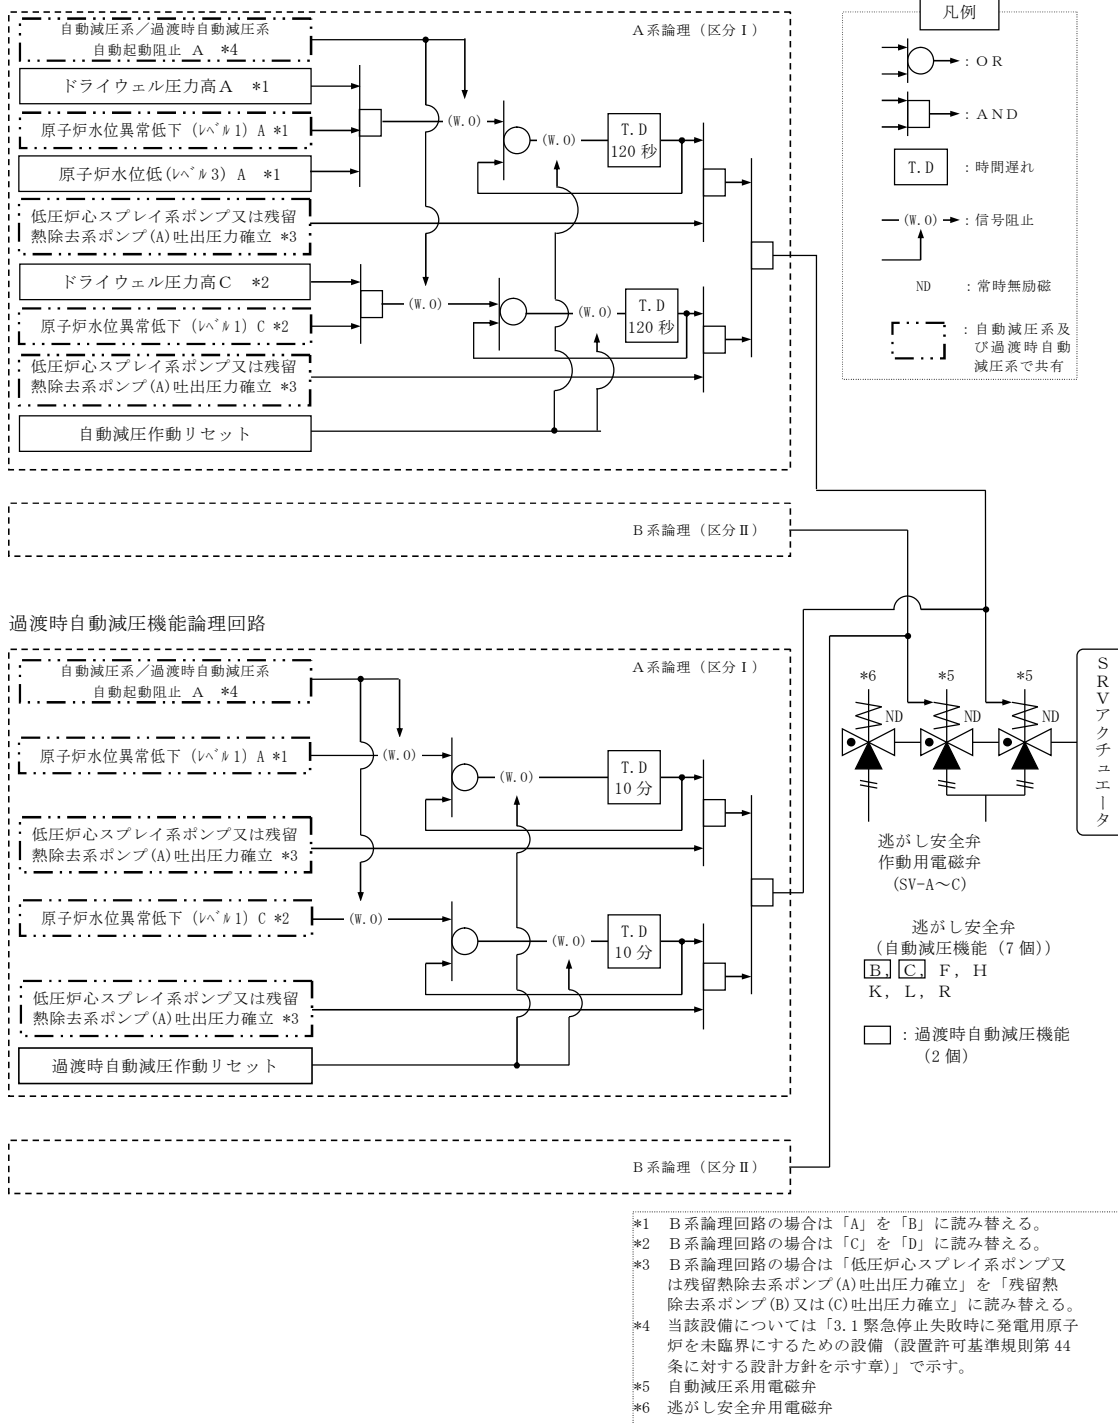 自動減圧系／過渡時自動減圧系
自動起動阻止 A *4
A系論理（区分Ⅰ）
ドライウェル圧力高A *1
原子炉水位異常低下（ﾚﾍﾞﾙ1）A *1
原子炉水位低(ﾚﾍﾞﾙ3) A *1
低圧炉心スプレイ系ポンプ又は残留
熱除去系ポンプ(A)吐出圧力確立 *3
ドライウェル圧力高C *2
原子炉水位異常低下（ﾚﾍﾞﾙ1）C *2
低圧炉心スプレイ系ポンプ又は残留
熱除去系ポンプ(A)吐出圧力確立 *3
自動減圧作動リセット
(W.O)
(W.O)
T.D
120秒
(W.O)
(W.O)
T.D
120秒
凡例
：OR
：AND
T.D
：時間遅れ
(W.O)
：信号阻止
ND
：常時無励磁
：自動減圧系及
び過渡時自動
減圧系で共有
B系論理（区分Ⅱ）
過渡時自動減圧機能論理回路
自動減圧系／過渡時自動減圧系
自動起動阻止 A *4
A系論理（区分Ⅰ）
原子炉水位異常低下（ﾚﾍﾞﾙ1）A *1
低圧炉心スプレイ系ポンプ又は残留
熱除去系ポンプ(A)吐出圧力確立 *3
原子炉水位異常低下（ﾚﾍﾞﾙ1）C *2
低圧炉心スプレイ系ポンプ又は残留
熱除去系ポンプ(A)吐出圧力確立 *3
過渡時自動減圧作動リセット
(W.O)
(W.O)
T.D
10分
(W.O)
(W.O)
T.D
10分
B系論理（区分Ⅱ）
*6
*5
*5
ND
ND
ND
SRVアクチュエータ
逃がし安全弁
作動用電磁弁
(SV-A～C)
逃がし安全弁
（自動減圧機能（7個））
B, C, F, H
K, L, R
：過渡時自動減圧機能
（2個）
*1 B系論理回路の場合は「A」を「B」に読み替える。
*2 B系論理回路の場合は「C」を「D」に読み替える。
*3 B系論理回路の場合は「低圧炉心スプレイ系ポンプ又
は残留熱除去系ポンプ(A)吐出圧力確立」を「残留熱
除去系ポンプ(B)又は(C)吐出圧力確立」に読み替える。
*4 当該設備については「3.1緊急停止失敗時に発電用原子
炉を未臨界にするための設備（設置許可基準規則第44
条に対する設計方針を示す章）」で示す。
*5 自動減圧系用電磁弁
*6 逃がし安全弁用電磁弁